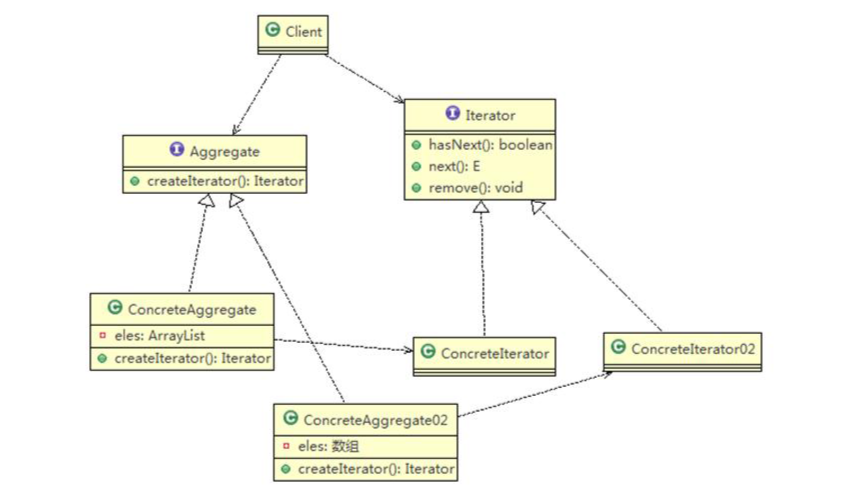 Client
Iterator
hasNext(): boolean
next(): E
remove(): void
Aggregate
createIterator(): Iterator
ConcreteAggregate
eles: ArrayList
createIterator(): Iterator
ConcreteIterator
ConcreteIterator02
ConcreteAggregate02
eles: 数组
createIterator(): Iterator